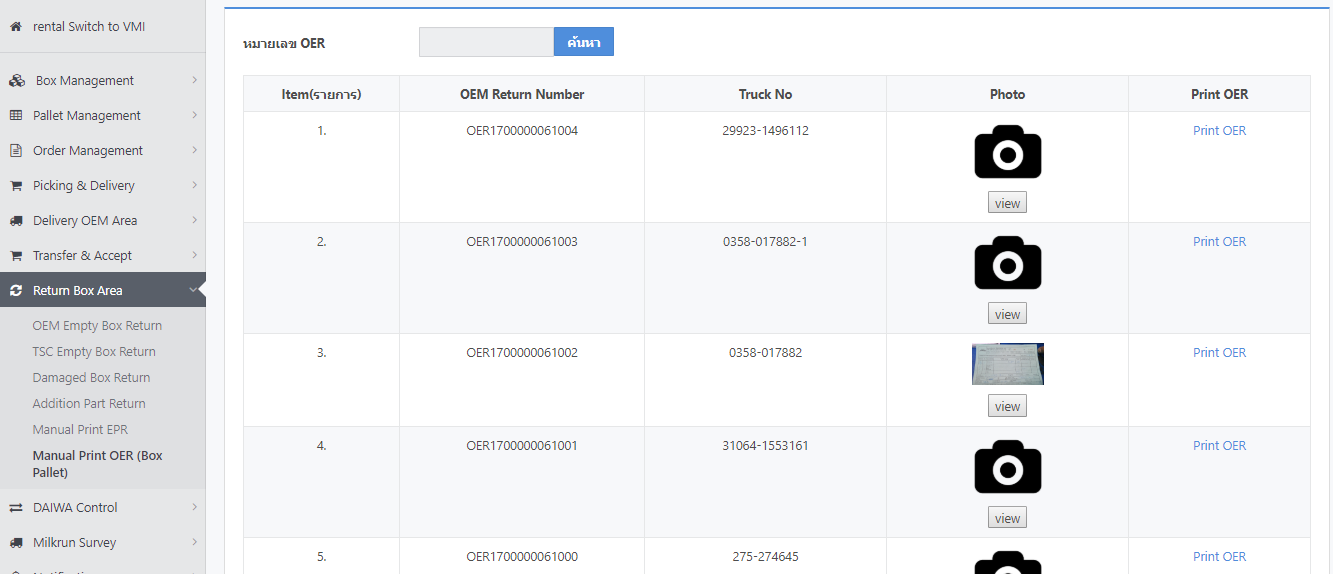 rental Switch to VMI
Box Management
Pallet Management
Order Management
Picking & Delivery
Delivery OEM Area
Transfer & Accept
Return Box Area
OEM Empty Box Return
TSC Empty Box Return
Damaged Box Return
Addition Part Return
Manual Print EPR
Manual Print OER (Box
Pallet)
DAIWA Control
Milkrun Survey
หมายเลข OER ค้นหา
Item(รายการ) OEM Return Number Truck No Photo Print OER
1. OER1700000061004 29923-1496112 Print OER
view
2. OER1700000061003 0358-017882-1 Print OER
view
3. OER1700000061002 0358-017882 Print OER
view
4. OER1700000061001 31064-1553161 Print OER
view
5. OER1700000061000 275-274645 Print OER